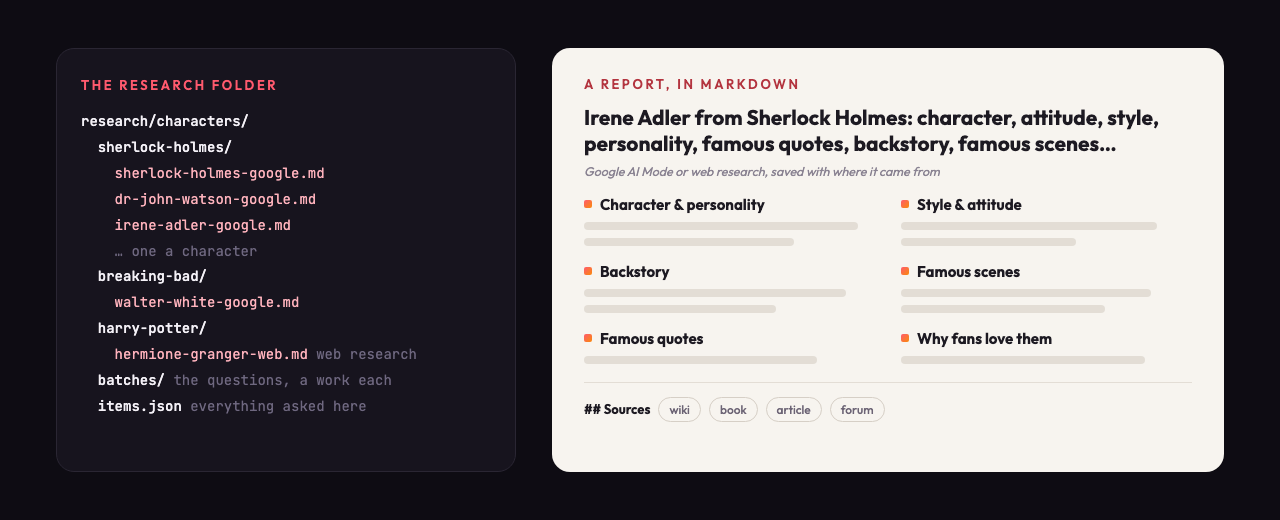 THE RESEARCH FOLDER
research/characters/
sherlock-holmes/
sherlock-holmes-google.md
dr-john-watson-google.md
irene-adler-google.md
… one a character
breaking-bad/
walter-white-google.md
harry-potter/
hermione-granger-web.md web research
batches/ the questions, a work each
items.json everything asked here
A REPORT, IN MARKDOWN
Irene Adler from Sherlock Holmes: character, attitude, style,
personality, famous quotes, backstory, famous scenes…
Google AI Mode or web research, saved with where it came from
Character & personality
Style & attitude
Backstory
Famous scenes
Famous quotes
Why fans love them
## Sources wiki book article forum